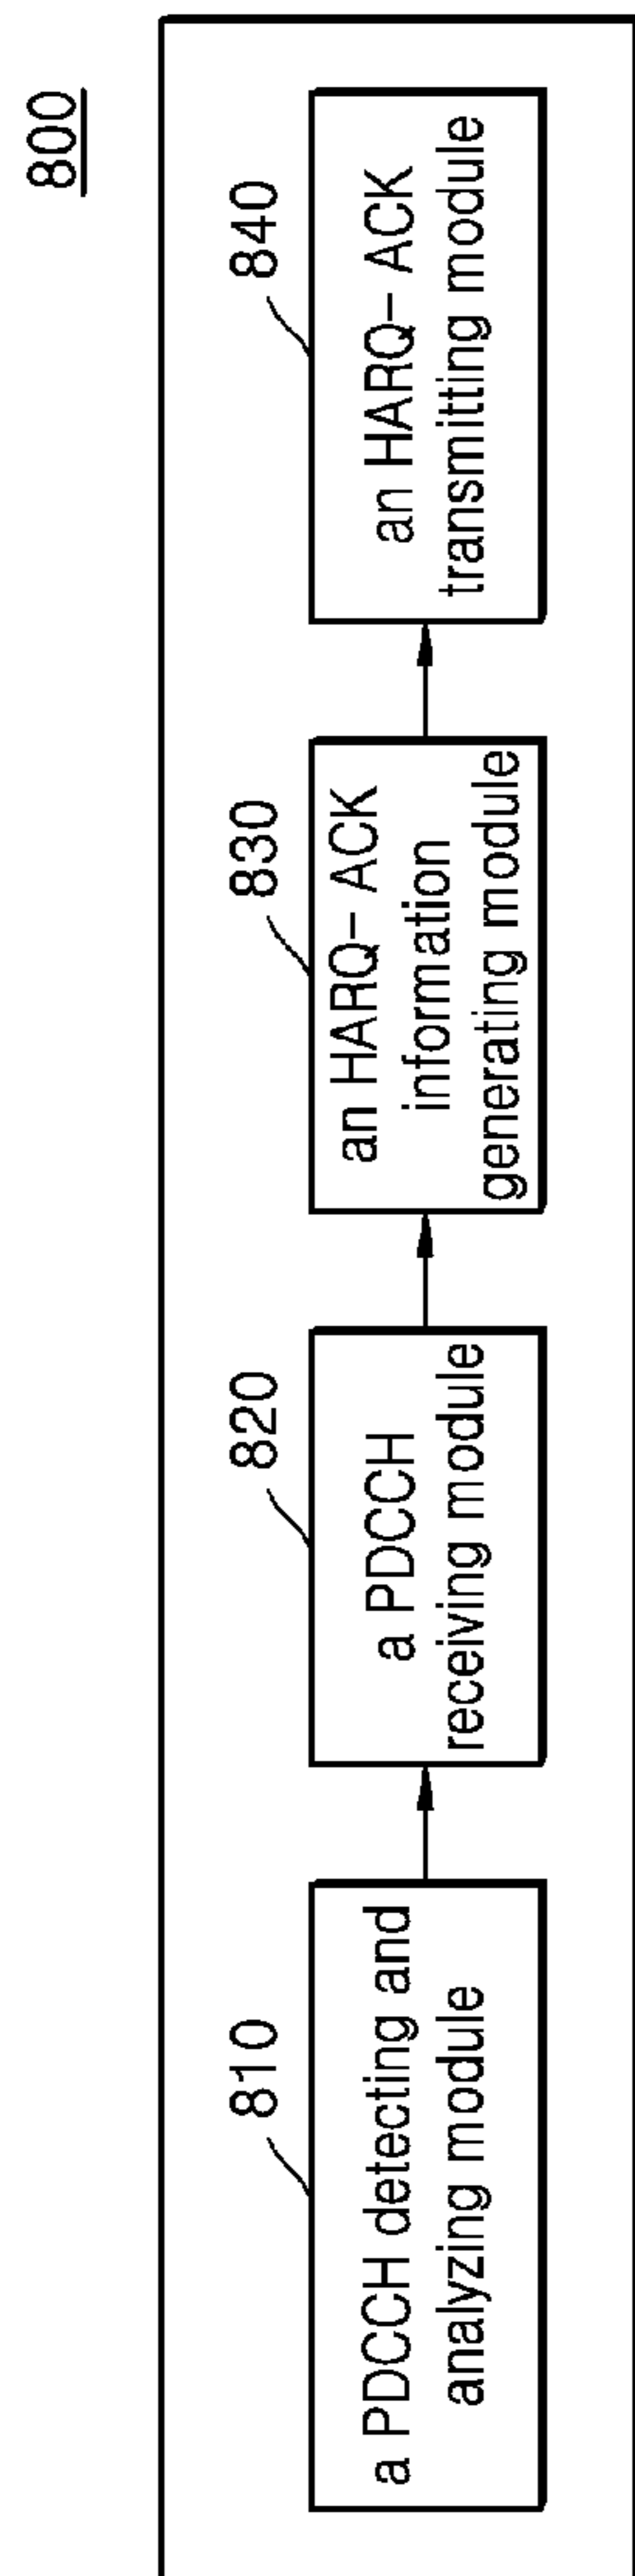 800
810
a PDCCH detecting and
analyzing module
820
a PDCCH
receiving module
830
an HARQ- ACK
information
generating module
840
an HARQ- ACK
transmitting module